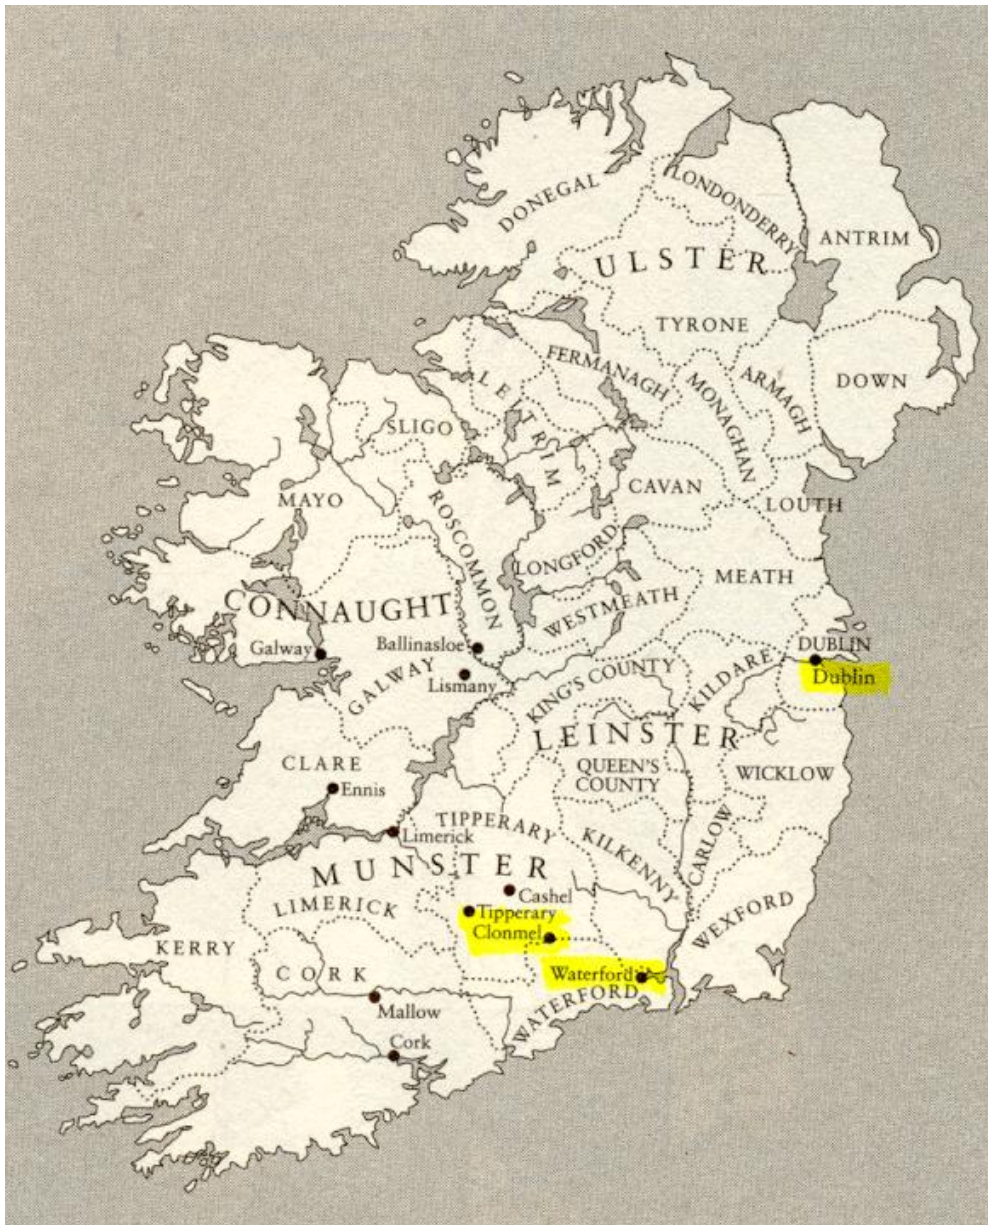 DONEGAL
LONDONDERRY
ANTRIM
ULSTER
TYRONE
FERMANAGH
ARMAGH
DOWN
MONAGHAN
LEITRIM
SLIGO
CAVAN
MAYO
LOUTH
ROSCOMMON
LONGFORD
MEATH
CONNAUGHT
WESTMEATH
Galway
Ballinasloe
DUBLIN
Dublin
GALWAY
Lismany
KING'S COUNTY
KILDARE
LEINSTER
CLARE
QUEEN'S
COUNTY
WICKLOW
Ennis
TIPPERARY
Limerick
KILKENNY
CARLOW
MUNSTER
Cashel
LIMERICK
Tipperary
WEXFORD
Clonmel
KERRY
CORK
Waterford
WATERFORD
Mallow
Cork